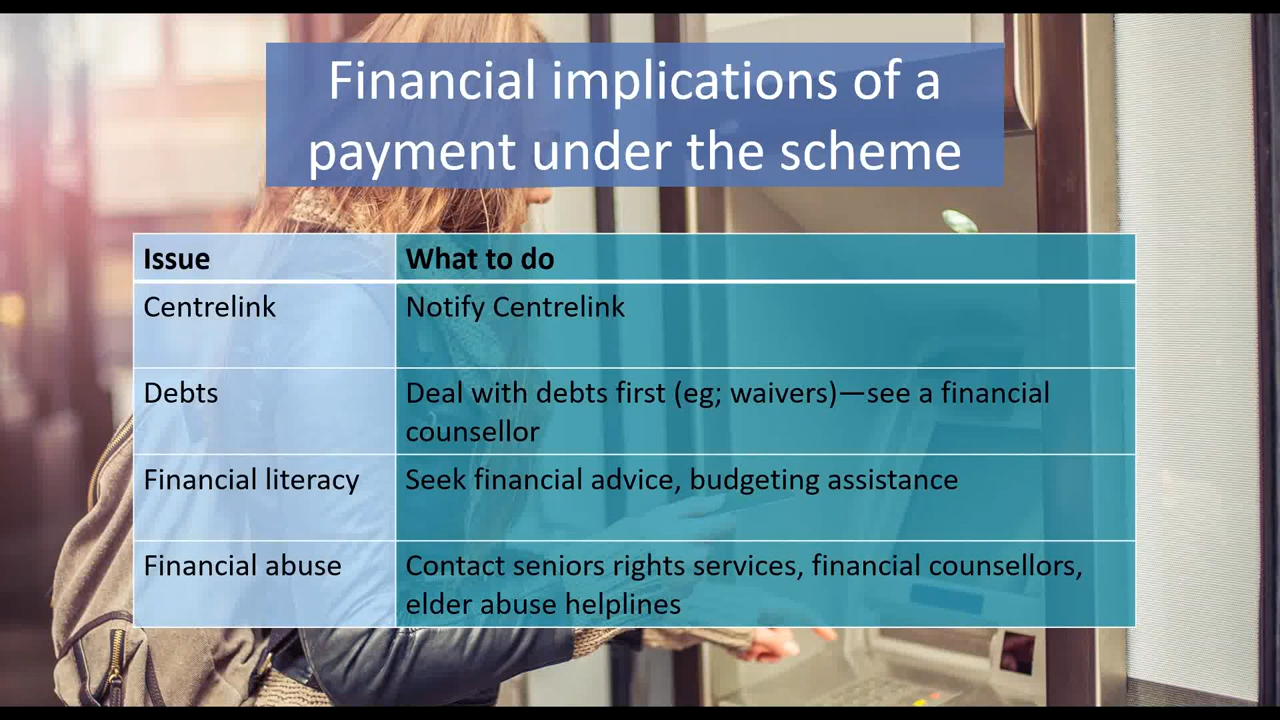 Financial implications of a
payment under the scheme
Issue
What to do
Centrelink
Notify Centrelink
Debts
Deal with debts first (eg; waivers)—see a financial
counsellor
Financial literacy
Seek financial advice, budgeting assistance
Financial abuse
Contact seniors rights services, financial counsellors,
elder abuse helplines